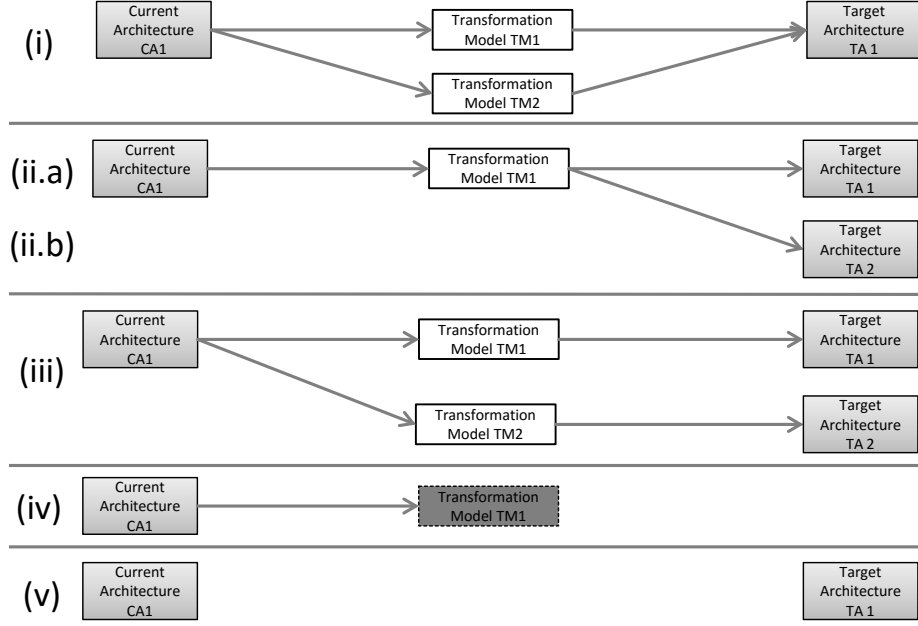 (i)
Current
Architecture
CA1
Transformation
Model TM1
Transformation
Model TM2
Target
Architecture
TA 1
(ii.a)
Current
Architecture
CA1
Transformation
Model TM1
Target
Architecture
TA 1
(ii.b)
Target
Architecture
TA 2
(iii)
Current
Architecture
CA1
Transformation
Model TM1
Target
Architecture
TA 1
Transformation
Model TM2
Target
Architecture
TA 2
(iv)
Current
Architecture
CA1
Transformation
Model TM1
(v)
Current
Architecture
CA1
Target
Architecture
TA 1